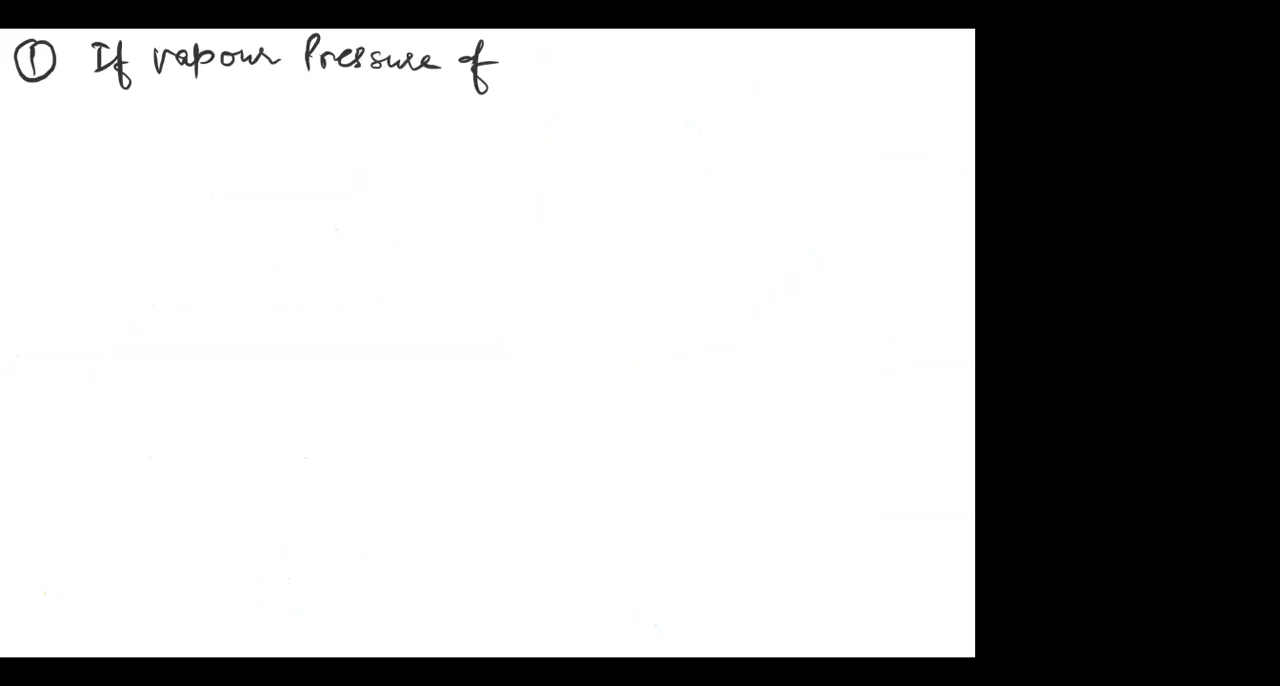 ① If vapour Pressure of